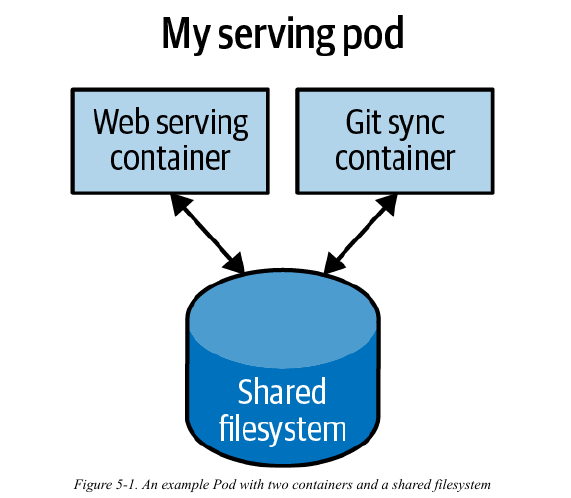 My serving pod
Web serving
container
Git sync
container
Shared
filesystem
Figure 5-1. An example Pod with two containers and a shared filesystem